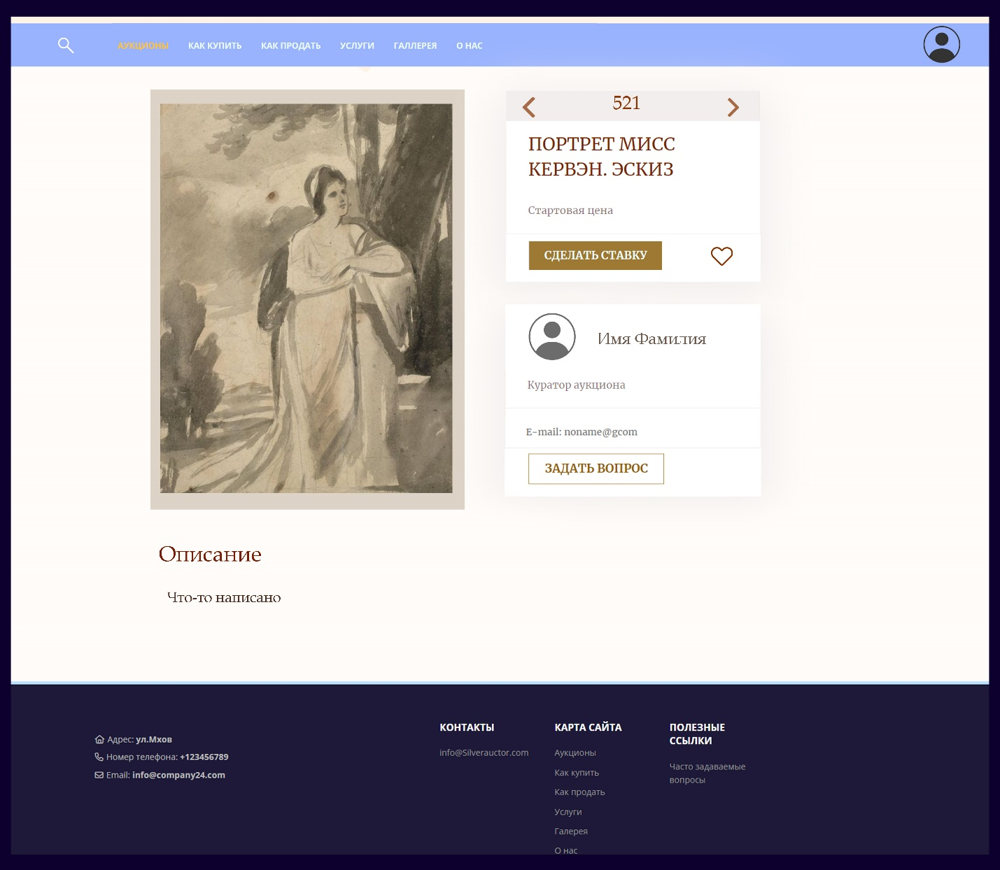 АУКЦИОНЫ КАК КУПИТЬ КАК ПРОДАТЬ УСЛУГИ ГАЛЛЕРЕЯ О НАС
521
ПОРТРЕТ МИСС
КЕРВЭН. ЭСКИЗ
Стартовая цена
СДЕЛАТЬ СТАВКУ
Имя Фамилия
Куратор аукциона
E-mail: noname@gcom
ЗАДАТЬ ВОПРОС
Описание
Что-то написано
Адрес: ул.Мхов
Номер телефона: +123456789
Email: info@company24.com
КОНТАКТЫ
info@Silverauctor.com
КАРТА САЙТА
Аукционы
Как купить
Как продать
Услуги
Галерея
О нас
ПОЛЕЗНЫЕ
ССЫЛКИ
Часто задаваемые
вопросы